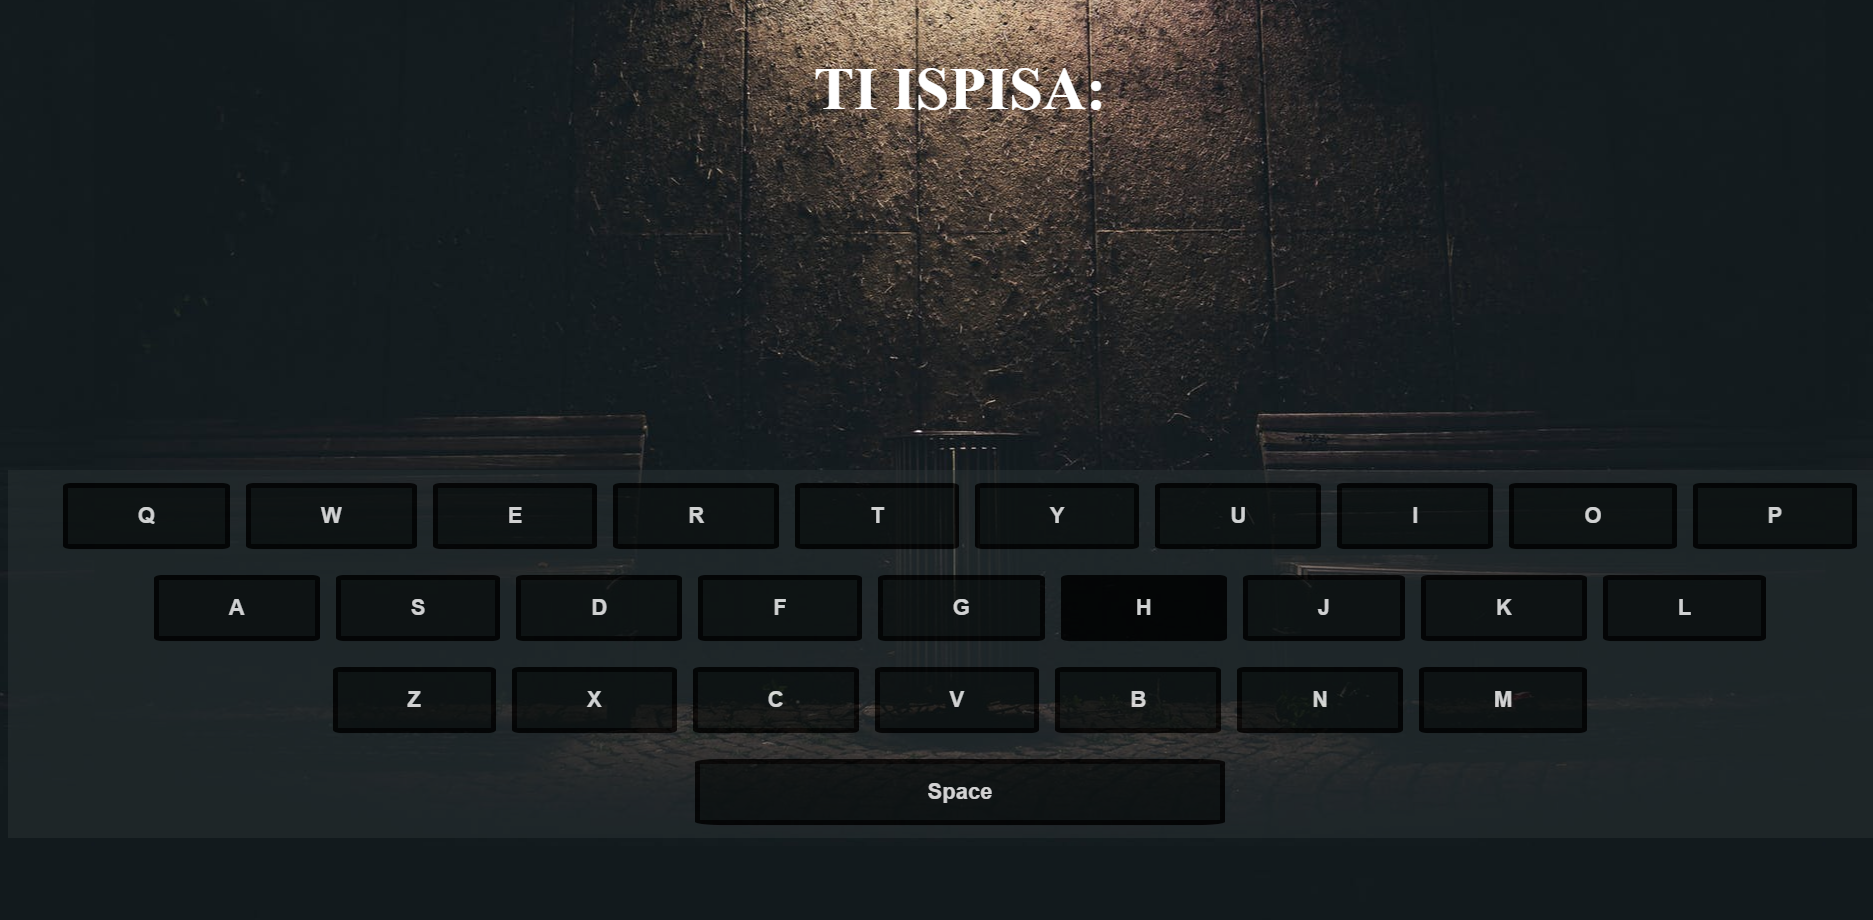 TI ISPISA:
Q W E R T Y U I O P
A S D F G H J K L
Z X C V B N M
Space